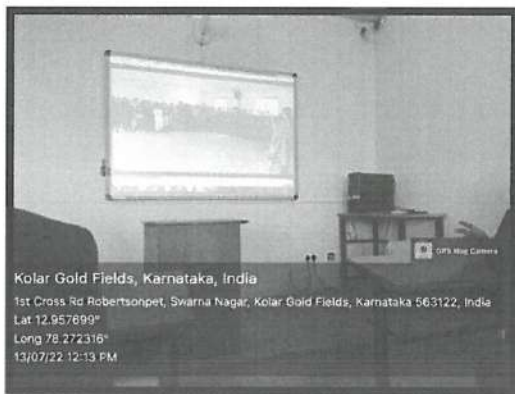 GPS Map Camera
Kolar Gold Fields, Karnataka, India
1st Cross Rd Robertsonpet, Swarna Nagar, Kolar Gold Fields, Karnataka 563122, India
Lat 12.957699°
Long 78.272316°
13/07/22 12:13 PM